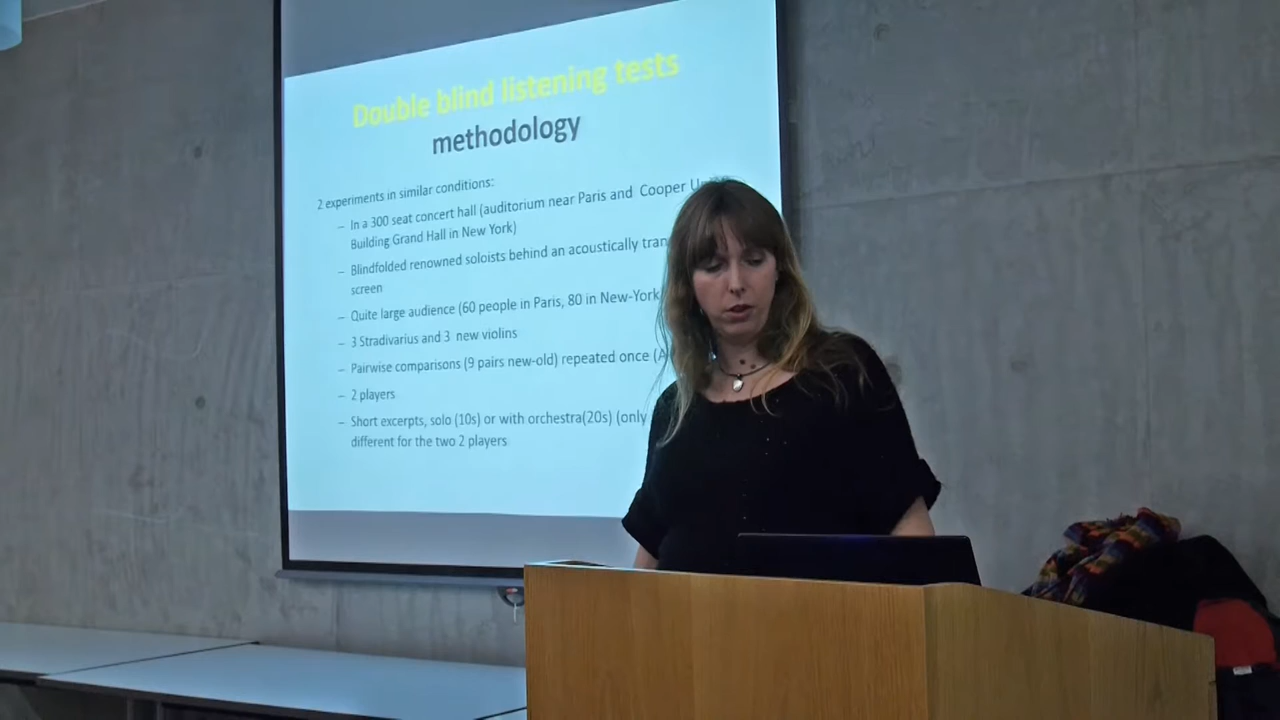 Double blind listening tests
methodology
2 experiments in similar conditions:
– In a 300 seat concert hall (auditorium near Paris and Cooper
Building Grand Hall in New York)
– Blindfolded renowned soloists behind an acoustically
screen
– Quite large audience (60 people in Paris, 80 in New-York
– 3 Stradivarius and 3 new violins
– Pairwise comparisons (9 pairs new-old) repeated once
– 2 players
– Short excerpts, solo (10s) or with orchestra(20s) (only
different for the two 2 players